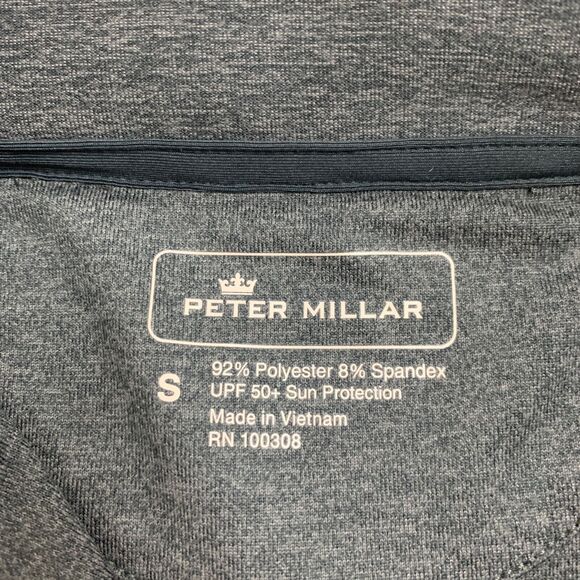 PETER MILLAR
S
92% Polyester 8% Spandex
UPF 50+ Sun Protection
Made in Vietnam
RN 100308